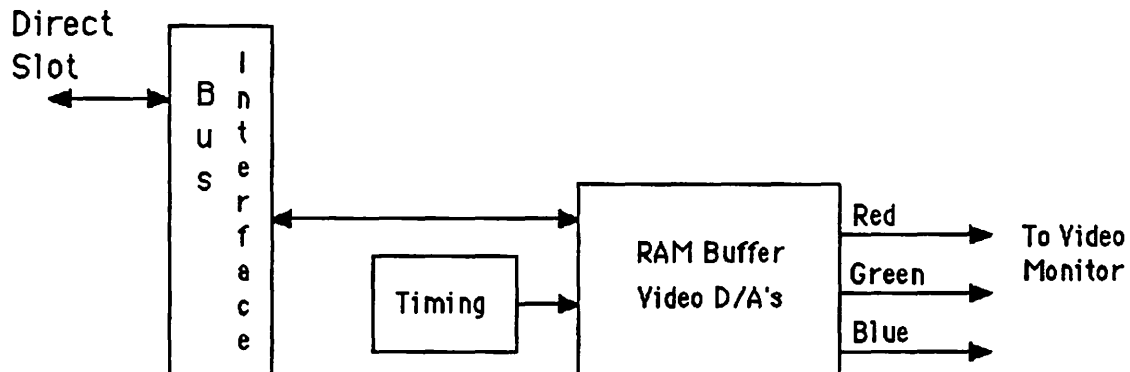 Direct
Slot
Bus
Interface
Timing
RAM Buffer
Video D/A's
Red
Green
Blue
To Video
Monitor